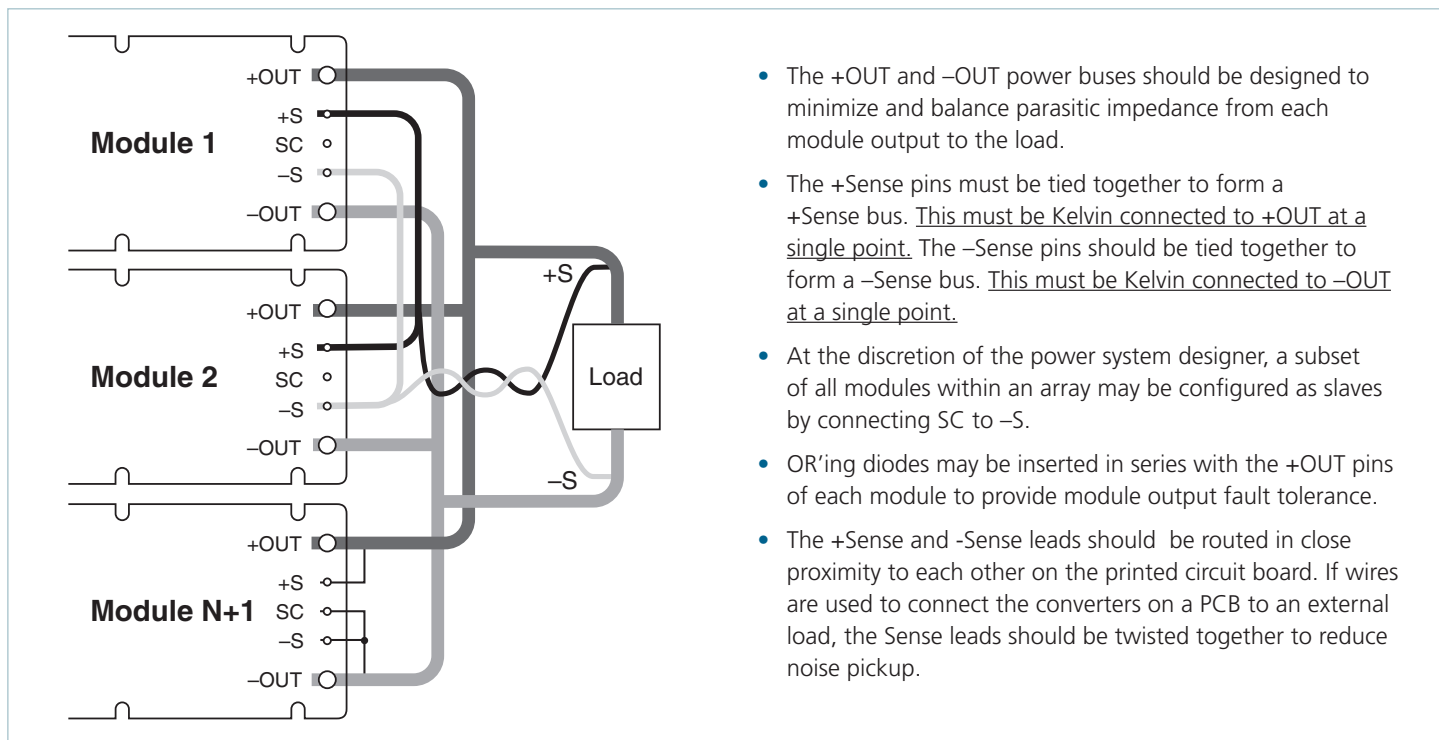 +OUT
+S
Module 1
SC
–S
–OUT
+OUT
+S
Module 2
SC
–S
–OUT
+OUT
+S
Module N+1
SC
–S
–OUT
+S
Load
–S
• The +OUT and –OUT power buses should be designed to
minimize and balance parasitic impedance from each
module output to the load.
• The +Sense pins must be tied together to form a
+Sense bus. This must be Kelvin connected to +OUT at a
single point. The –Sense pins should be tied together to
form a –Sense bus. This must be Kelvin connected to –OUT
at a single point.
• At the discretion of the power system designer, a subset
of all modules within an array may be configured as slaves
by connecting SC to –S.
• OR’ing diodes may be inserted in series with the +OUT pins
of each module to provide module output fault tolerance.
• The +Sense and -Sense leads should  be routed in close
proximity to each other on the printed circuit board. If wires
are used to connect the converters on a PCB to an external
load, the Sense leads should be twisted together to reduce
noise pickup.